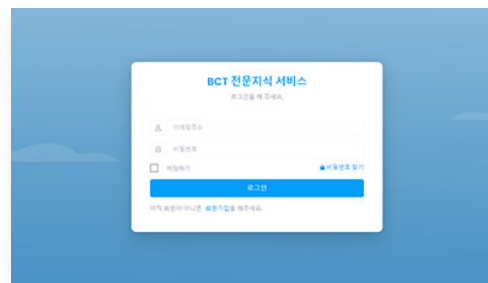 BCT 전문지식 서비스
로그인을 해 주세요.
이메일주소
비밀번호
저장하기
비밀번호 찾기
로그인
아직 회원이 아니면 회원가입을 해주세요.